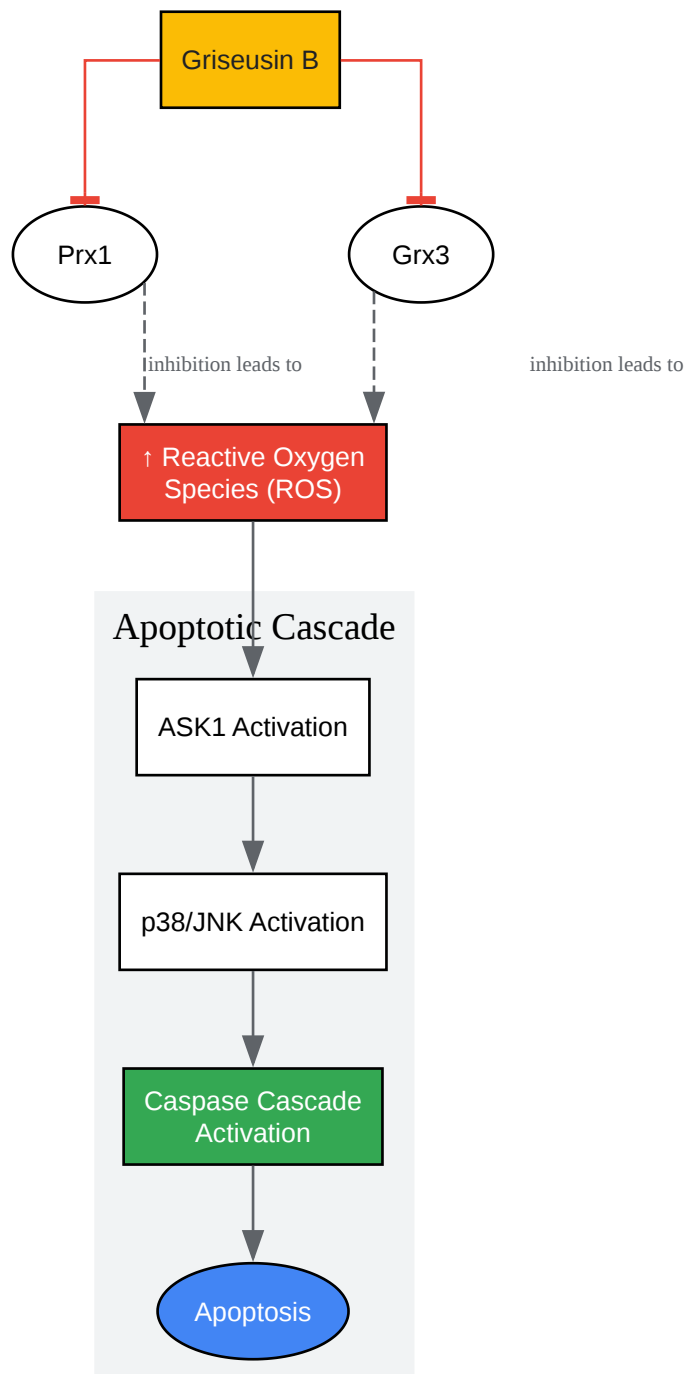 Griseusin B
Prx1
Grx3
inhibition leads to
inhibition leads to
↑ Reactive Oxygen
Species (ROS)
Apoptotic Cascade
ASK1 Activation
p38/JNK Activation
Caspase Cascade
Activation
Apoptosis